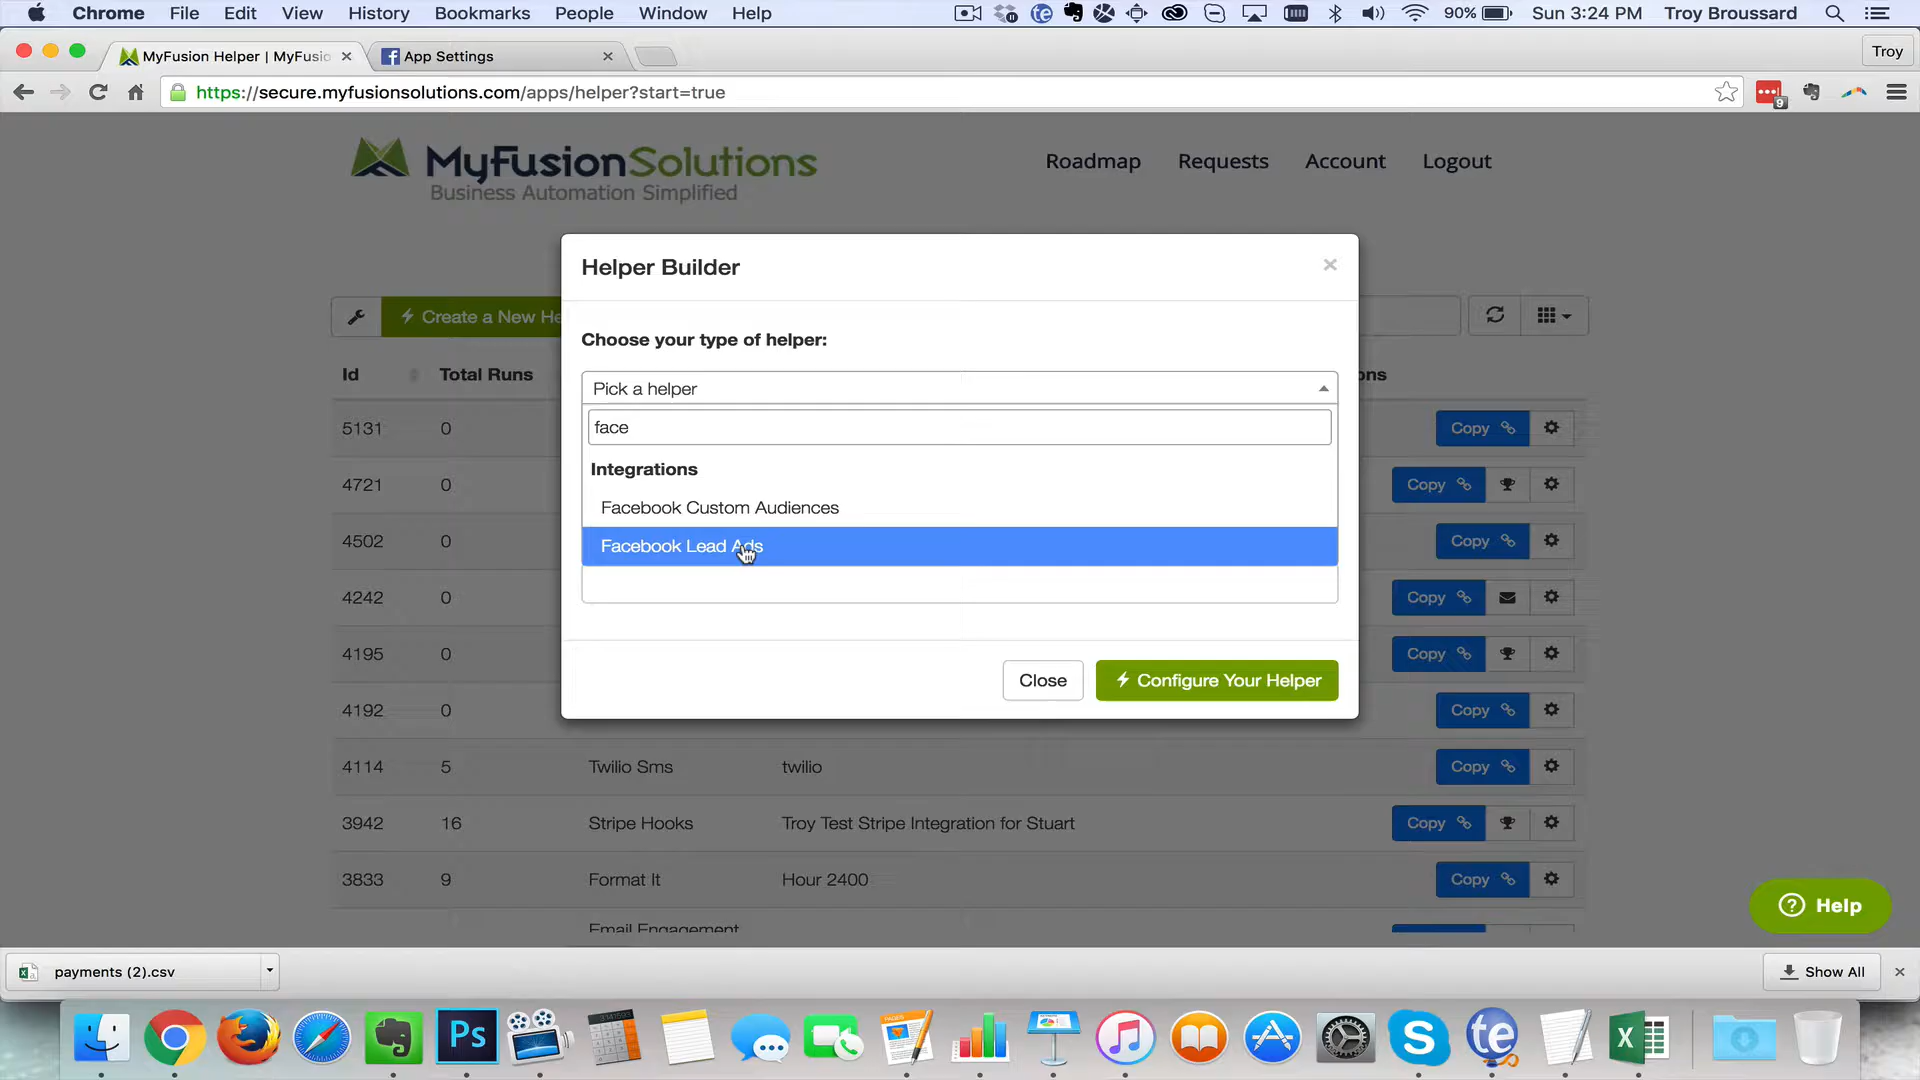 Chrome File Edit View History Bookmarks People Window Help 90% Sun 3:24 PM Troy Broussard
MyFusion Helper | MyFusio
App Settings
Troy
https://secure.myfusionsolutions.com/apps/helper?start=true
9
MyFusionSolutions
Business Automation Simplified
Roadmap Requests Account Logout
Helper Builder
Create a New He
Choose your type of helper:
Id Total Runs ons
Pick a helper
face
Integrations
Facebook Custom Audiences
Facebook Lead Ads
Close Configure Your Helper
5131 0 Copy
4721 0 Copy
4502 0 Copy
4242 0 Copy
4195 0 Copy
4192 0 Copy
4114 5 Twilio Sms twilio Copy
3942 16 Stripe Hooks Troy Test Stripe Integration for Stuart Copy
3833 9 Format It Hour 2400 Copy
Email Engagement
Help
payments (2).csv
Show All
Ps
PAGES
te